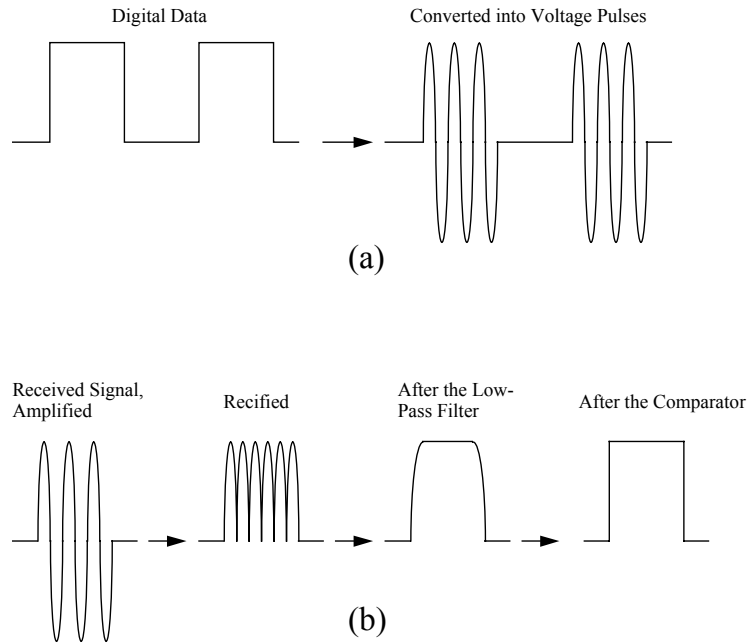 Digital Data
Converted into Voltage Pulses
(a)
Received Signal,
Amplified
Recified
After the Low-
Pass Filter
After the Comparator
(b)